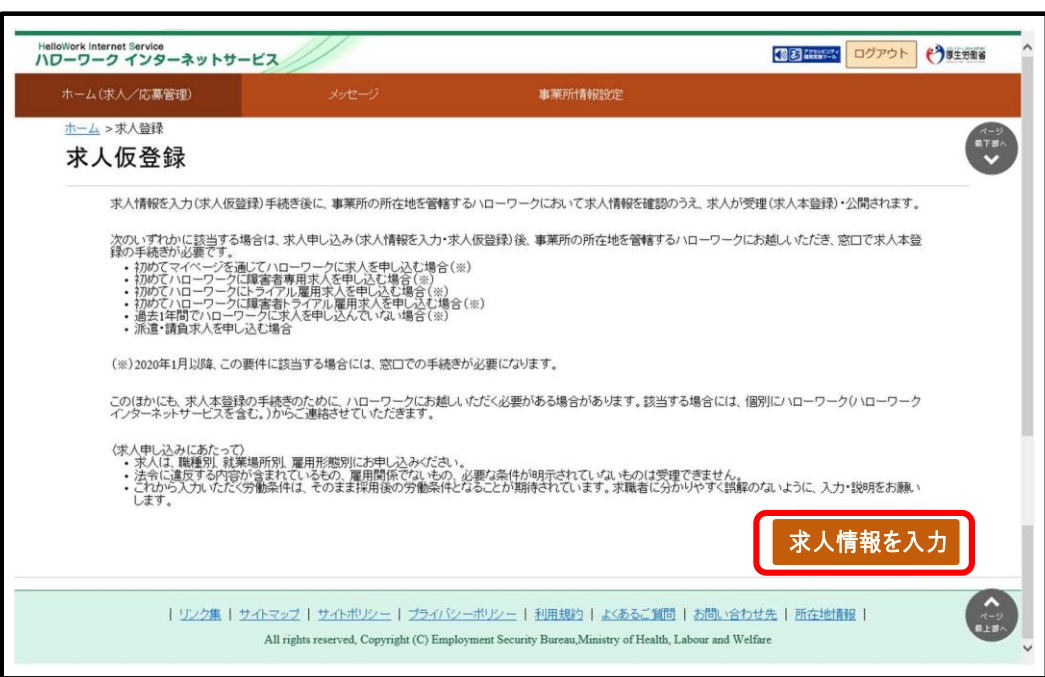 HelloWork Internet Service
ハローワーク インターネットサービス
ログアウト
厚生労働省
ホーム(求人／応募管理)
メッセージ
事業所情報設定
ホーム >求人登録
求人仮登録
ページ
最下部へ
求人情報を入力(求人仮登録)手続き後に、事業所の所在地を管轄するハローワークにおいて求人情報を確認のうえ、求人が受理(求人本登録)・公開されます。
次のいずれかに該当する場合は、求人申し込み(求人情報を入力・求人仮登録)後、事業所の所在地を管轄するハローワークにお越しいただき、窓口で求人本登
録の手続きが必要です。
・初めてマイページを通じてハローワークに求人を申し込む場合(※)
・初めてハローワークに障害者専用求人を申し込む場合(※)
・初めてハローワークにトライアル雇用求人を申し込む場合(※)
・初めてハローワークに障害者トライアル雇用求人を申し込む場合(※)
・過去1年間でハローワークに求人を申し込んでいない場合(※)
・派遣・請負求人を申し込む場合
(※)2020年1月以降、この要件に該当する場合には、窓口での手続きが必要になります。
このほかにも、求人本登録の手続きのために、ハローワークにお越しいただく必要がある場合があります。該当する場合には、個別にハローワーク(ハローワーク
インターネットサービスを含む。)からご連絡させていただきます。
〈求人申し込みにあたって〉
・求人は、職種別、就業場所別、雇用形態別にお申し込みください。
・法令に違反する内容が含まれているもの、雇用関係でないもの、必要な条件が明示されていないものは受理できません。
・これから入力いただく労働条件は、そのまま採用後の労働条件となることが期待されています。求職者に分かりやすく誤解のないように、入力・説明をお願い
します。
求人情報を入力
| リンク集 | サイトマップ | サイトポリシー | プライバシーポリシー | 利用規約 | よくあるご質問 | お問い合わせ先 | 所在地情報 |
All rights reserved, Copyright (C) Employment Security Bureau,Ministry of Health, Labour and Welfare
ページ
最上部へ